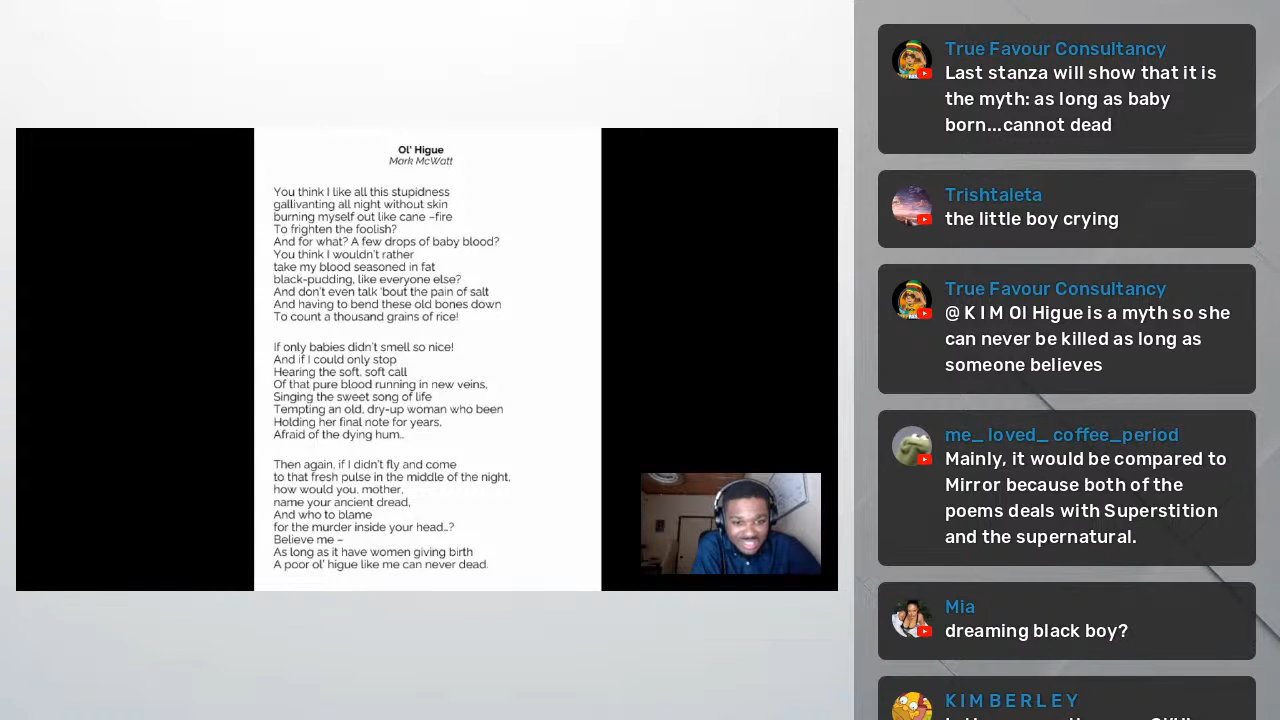 Ol' Higue
Mark McWatt
You think I like all this stupidness
gallivanting all night without skin
burning myself out like cane –fire
To frighten the foolish?
And for what? A few drops of baby blood?
You think I wouldn't rather
take my blood seasoned in fat
black-pudding, like everyone else?
And don't even talk 'bout the pain of salt
And having to bend these old bones down
To count a thousand grains of rice!
If only babies didn't smell so nice!
And if I could only stop
Hearing the soft, soft call
Of that pure blood running in new veins,
Singing the sweet song of life
Tempting an old, dry-up woman who been
Holding her final note for years,
Afraid of the dying hum..
Then again, if I didn't fly and come
to that fresh pulse in the middle of the night,
how would you, mother,
name your ancient dread,
And who to blame
for the murder inside your head..?
Believe me –
As long as it have women giving birth
A poor ol' higue like me can never dead.
True Favour Consultancy
Last stanza will show that it is
the myth: as long as baby
born...cannot dead
Trishtaleta
the little boy crying
True Favour Consultancy
@ K I M Ol Higue is a myth so she
can never be killed as long as
someone believes
me_ loved_ coffee_period
Mainly, it would be compared to
Mirror because both of the
poems deals with Superstition
and the supernatural.
Mia
dreaming black boy?
K I M B E R L E Y